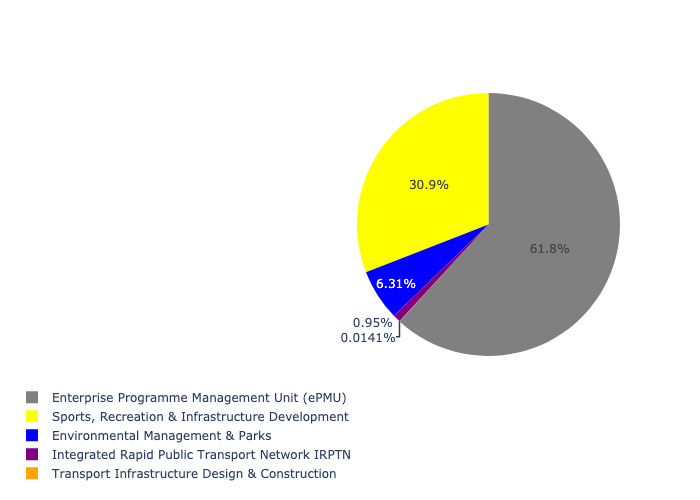 30.9%
61.8%
6.31%
0.95%
0.0141%
Enterprise Programme Management Unit (ePMU)
Sports, Recreation & Infrastructure Development
Environmental Management & Parks
Integrated Rapid Public Transport Network IRPTN
Transport Infrastructure Design & Construction